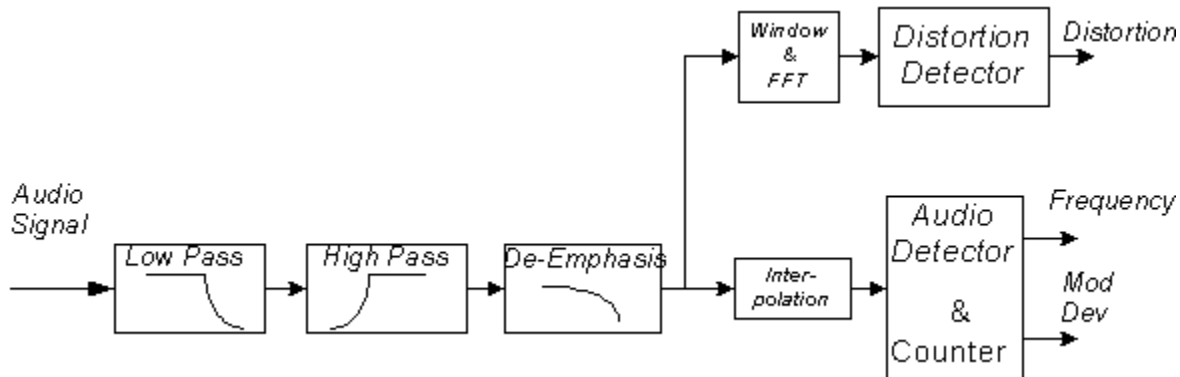 Window
&
FFT
Distortion
Detector
Distortion
Audio
Signal
Low Pass
High Pass
De-Emphasis
Inter-
polation
Audio
Detector
&
Counter
Frequency
Mod
Dev